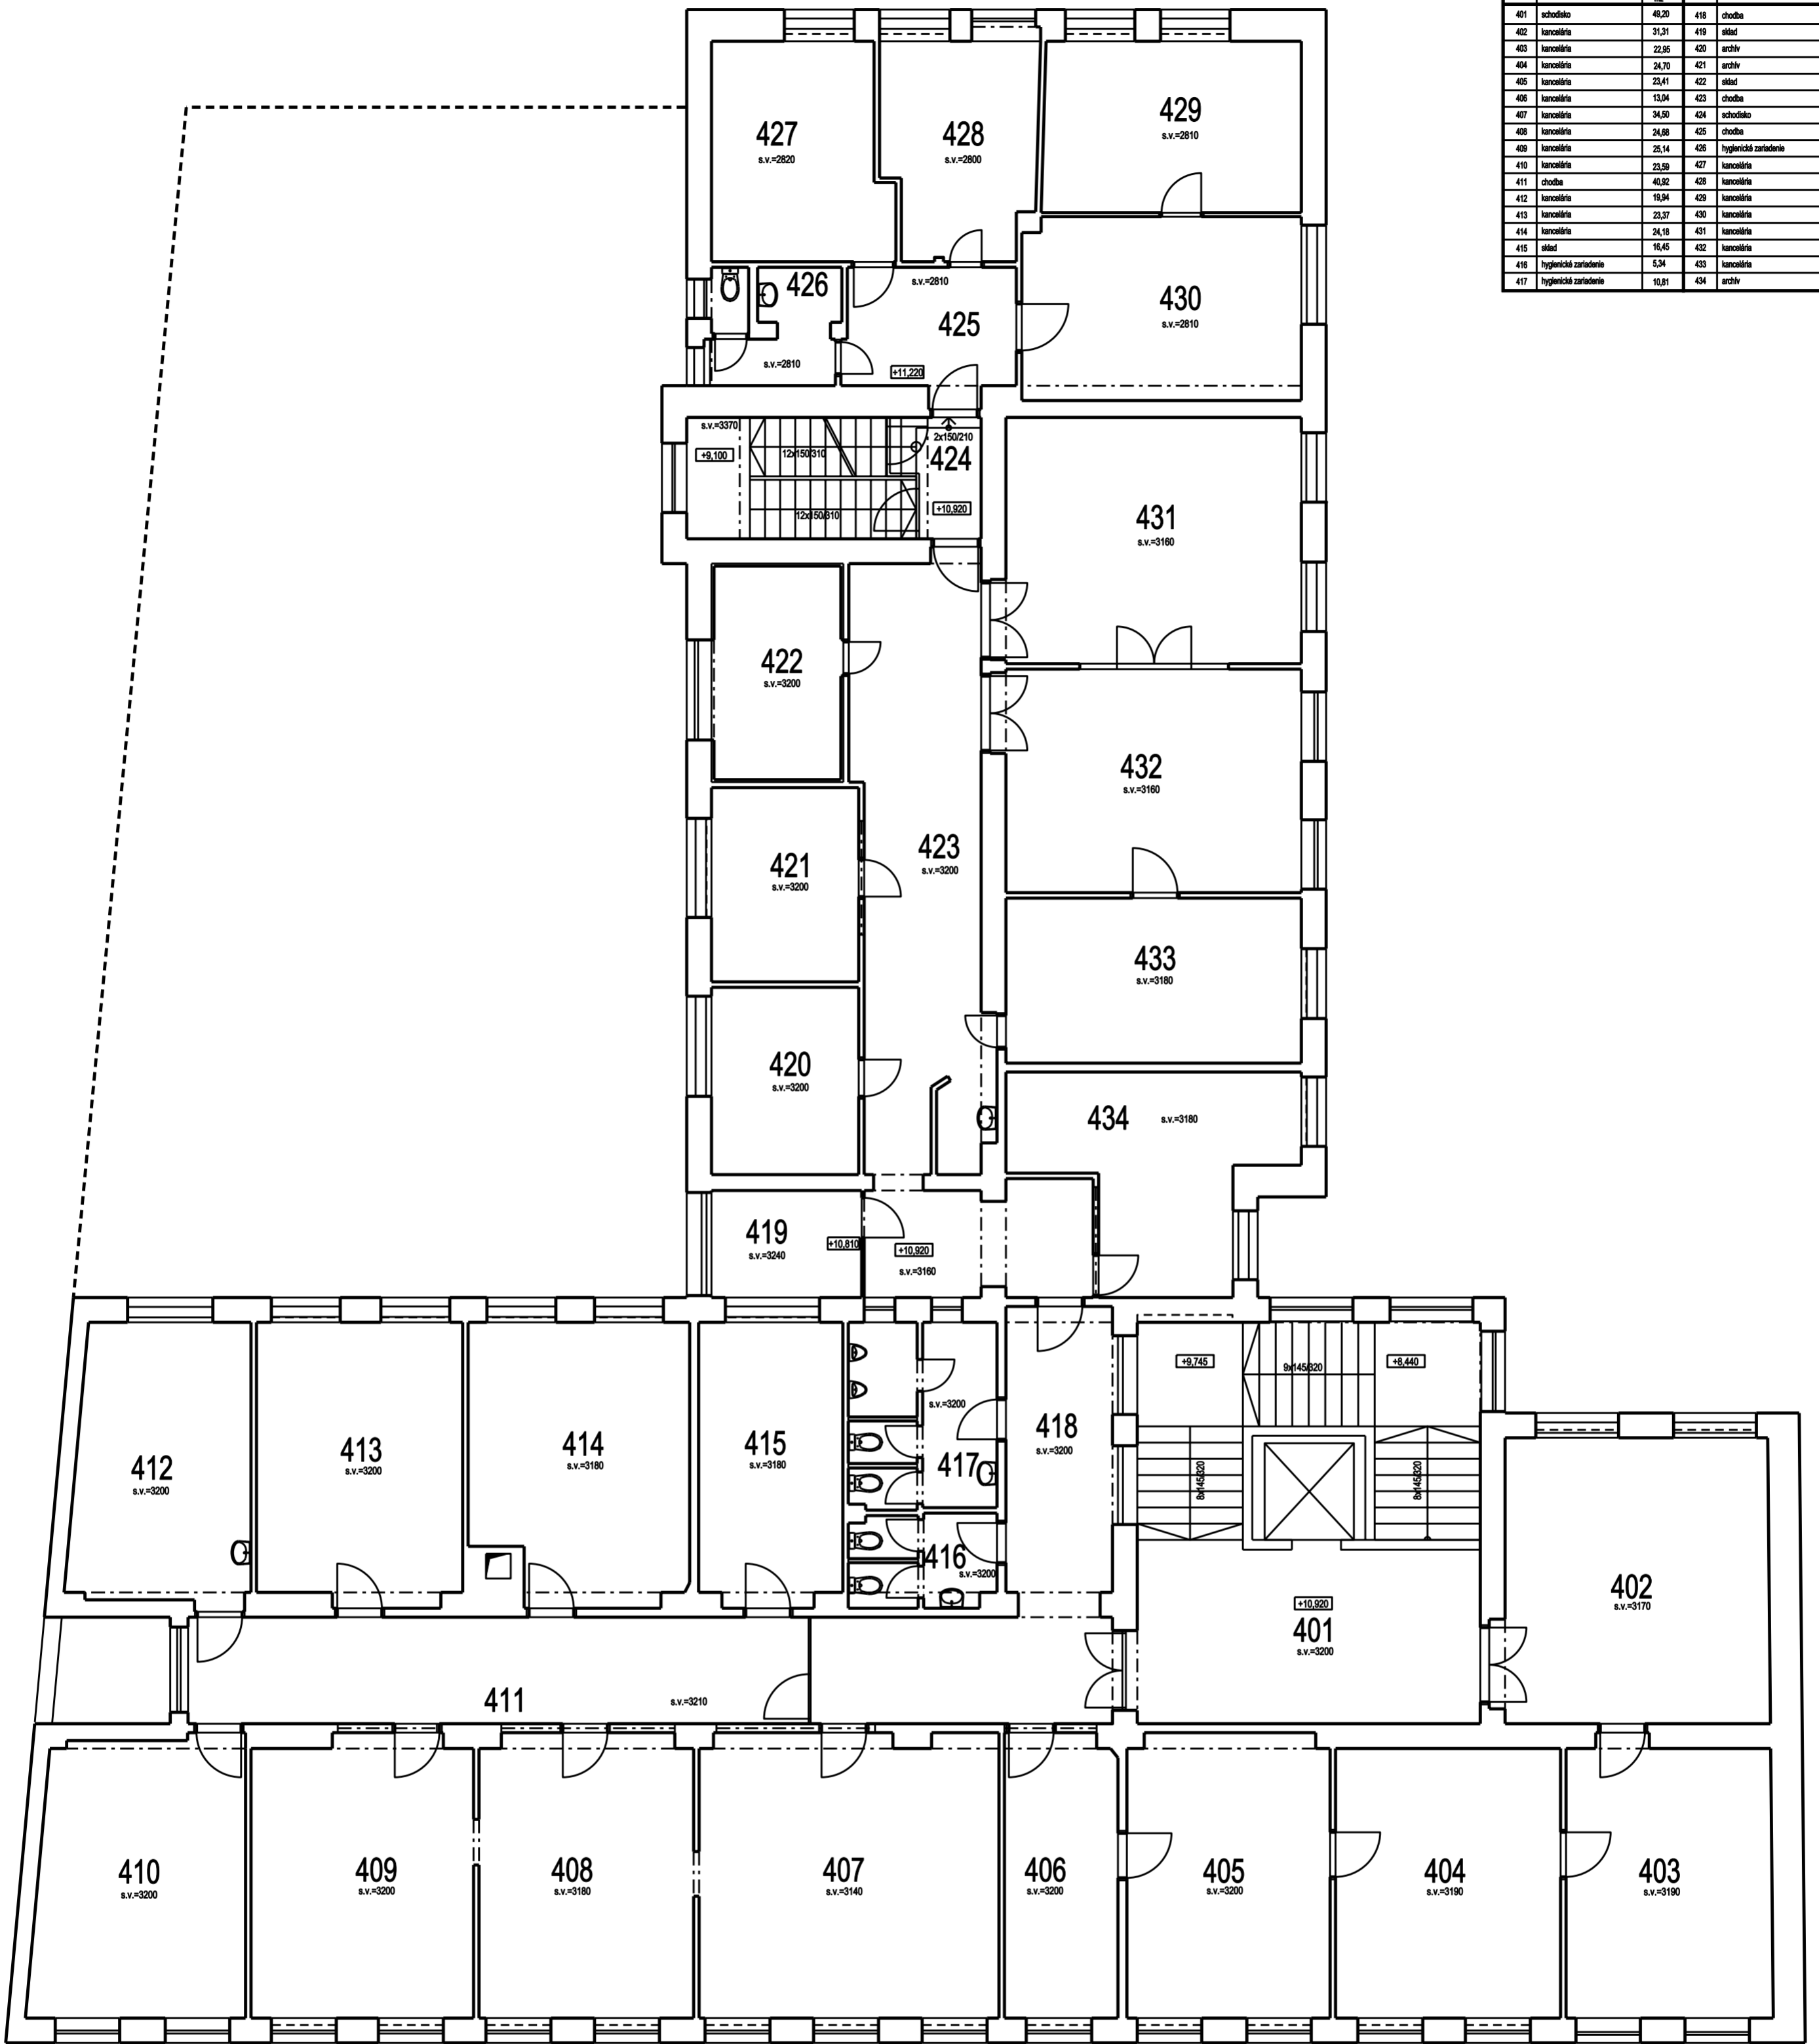 401 schodisko 49,20 418 chodba
402 kancelária 31,31 419 sklad
403 kancelária 22,95 420 archív
404 kancelária 24,70 421 archív
405 kancelária 23,41 422 sklad
406 kancelária 13,04 423 chodba
407 kancelária 34,50 424 schodisko
408 kancelária 24,68 425 chodba
409 kancelária 25,14 426 hygienické zariadenie
410 kancelária 23,59 427 kancelária
411 chodba 40,92 428 kancelária
412 kancelária 19,94 429 kancelária
413 kancelária 23,37 430 kancelária
414 kancelária 24,18 431 kancelária
415 sklad 16,45 432 kancelária
416 hygienické zariadenie 5,34 433 kancelária
417 hygienické zariadenie 10,81 434 archív
427
s.v.=2820
428
s.v.=2800
429
s.v.=2810
426
s.v.=2810
s.v.=2810
425
+11,220
430
s.v.=2810
s.v.=3370
+9,100
12x150/310
12x150/310
2x150/210
424
+10,920
431
s.v.=3160
422
s.v.=3200
432
s.v.=3160
421
s.v.=3200
423
s.v.=3200
433
s.v.=3180
420
s.v.=3200
434
s.v.=3180
419
s.v.=3240
+10,810
+10,920
s.v.=3160
+9,745
9x145/320
+8,440
412
s.v.=3200
413
s.v.=3200
414
s.v.=3180
415
s.v.=3180
s.v.=3200
417
418
s.v.=3200
8x145/320
8x145/320
416
s.v.=3200
+10,920
401
s.v.=3200
402
s.v.=3170
411
s.v.=3210
410
s.v.=3200
409
s.v.=3200
408
s.v.=3180
407
s.v.=3140
406
s.v.=3200
405
s.v.=3200
404
s.v.=3190
403
s.v.=3190